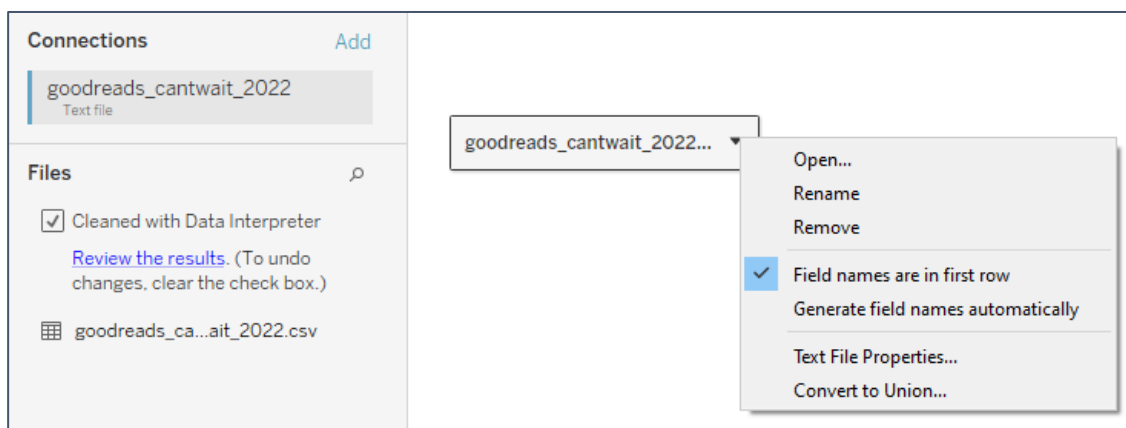 Connections Add
goodreads_cantwait_2022
Text file
Files
Cleaned with Data Interpreter
Review the results. (To undo
changes, clear the check box.)
goodreads_ca...ait_2022.csv
goodreads_cantwait_2022...
Open...
Rename
Remove
Field names are in first row
Generate field names automatically
Text File Properties...
Convert to Union...